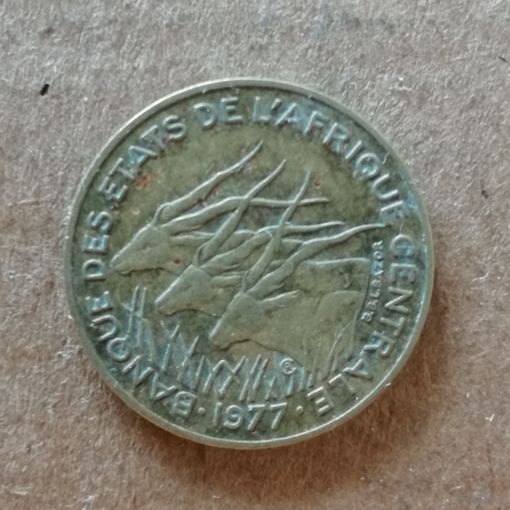 BANQUE DES ETATS DE L'AFRIQUE CENTRALE
· 1977 ·